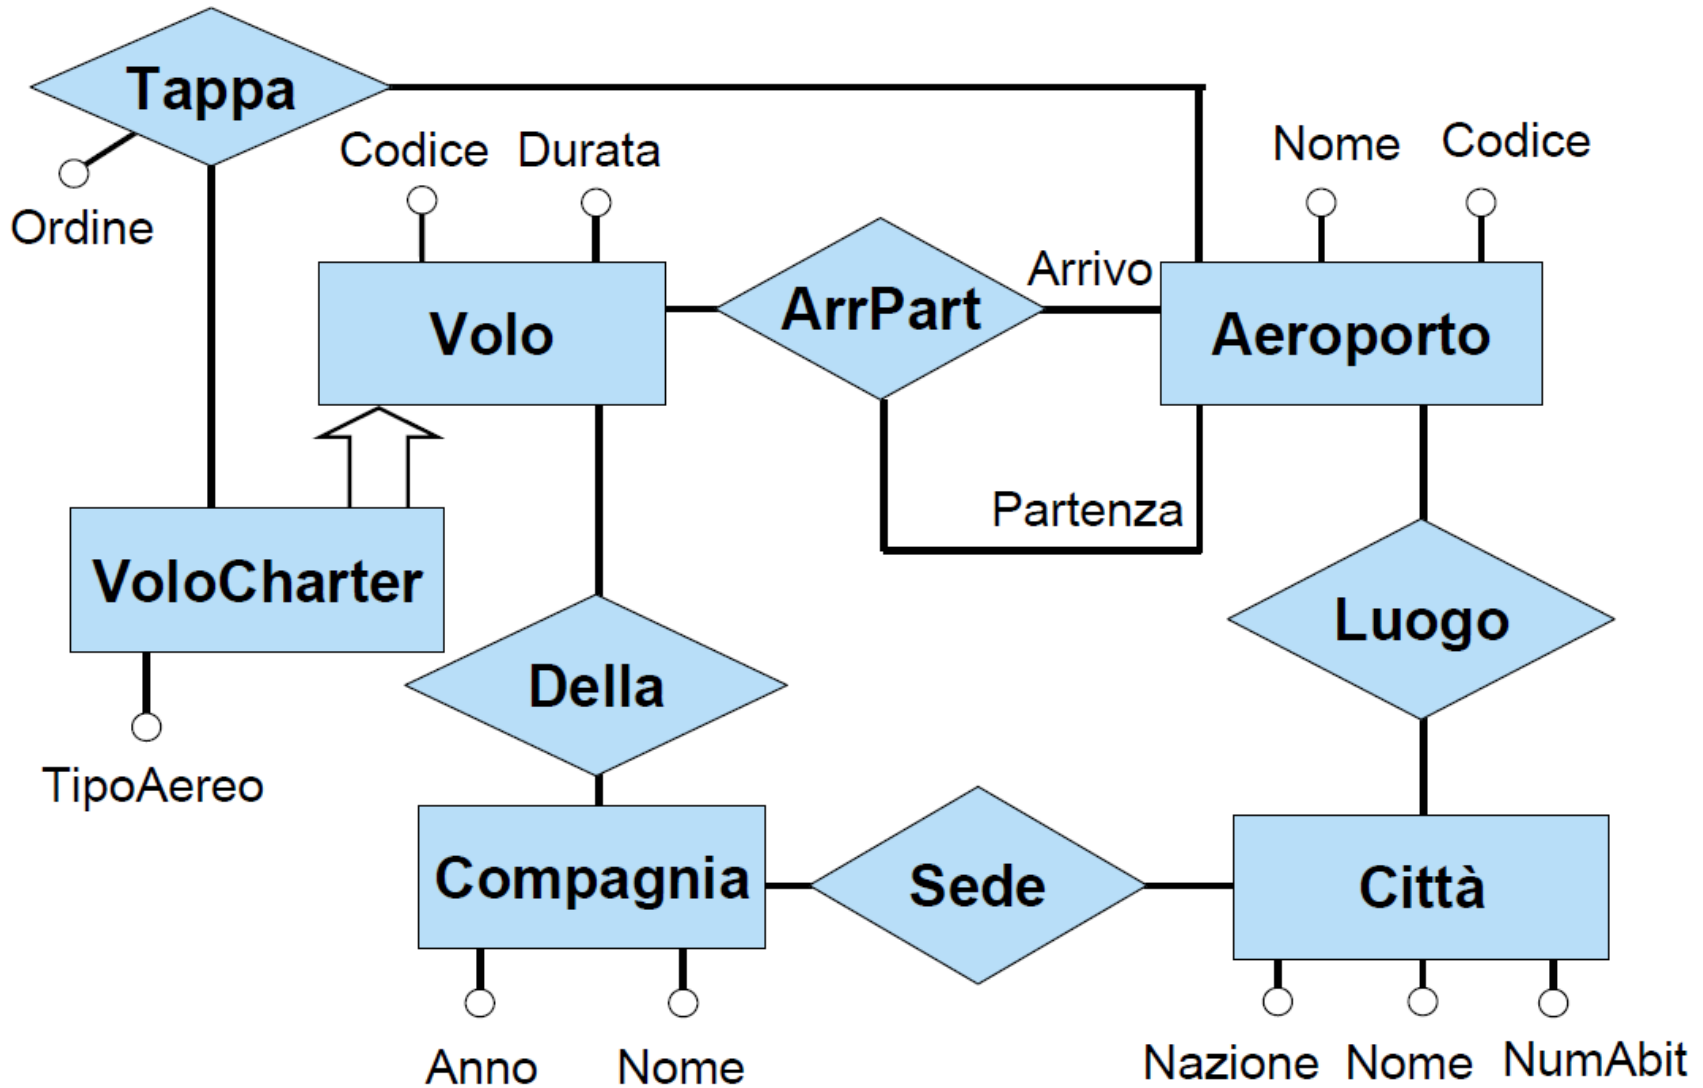 Tappa
Ordine
Codice Durata
Nome Codice
Volo
ArrPart
Arrivo
Aeroporto
Partenza
VoloCharter
TipoAereo
Della
Luogo
Compagnia
Sede
Città
Anno Nome
Nazione Nome NumAbit